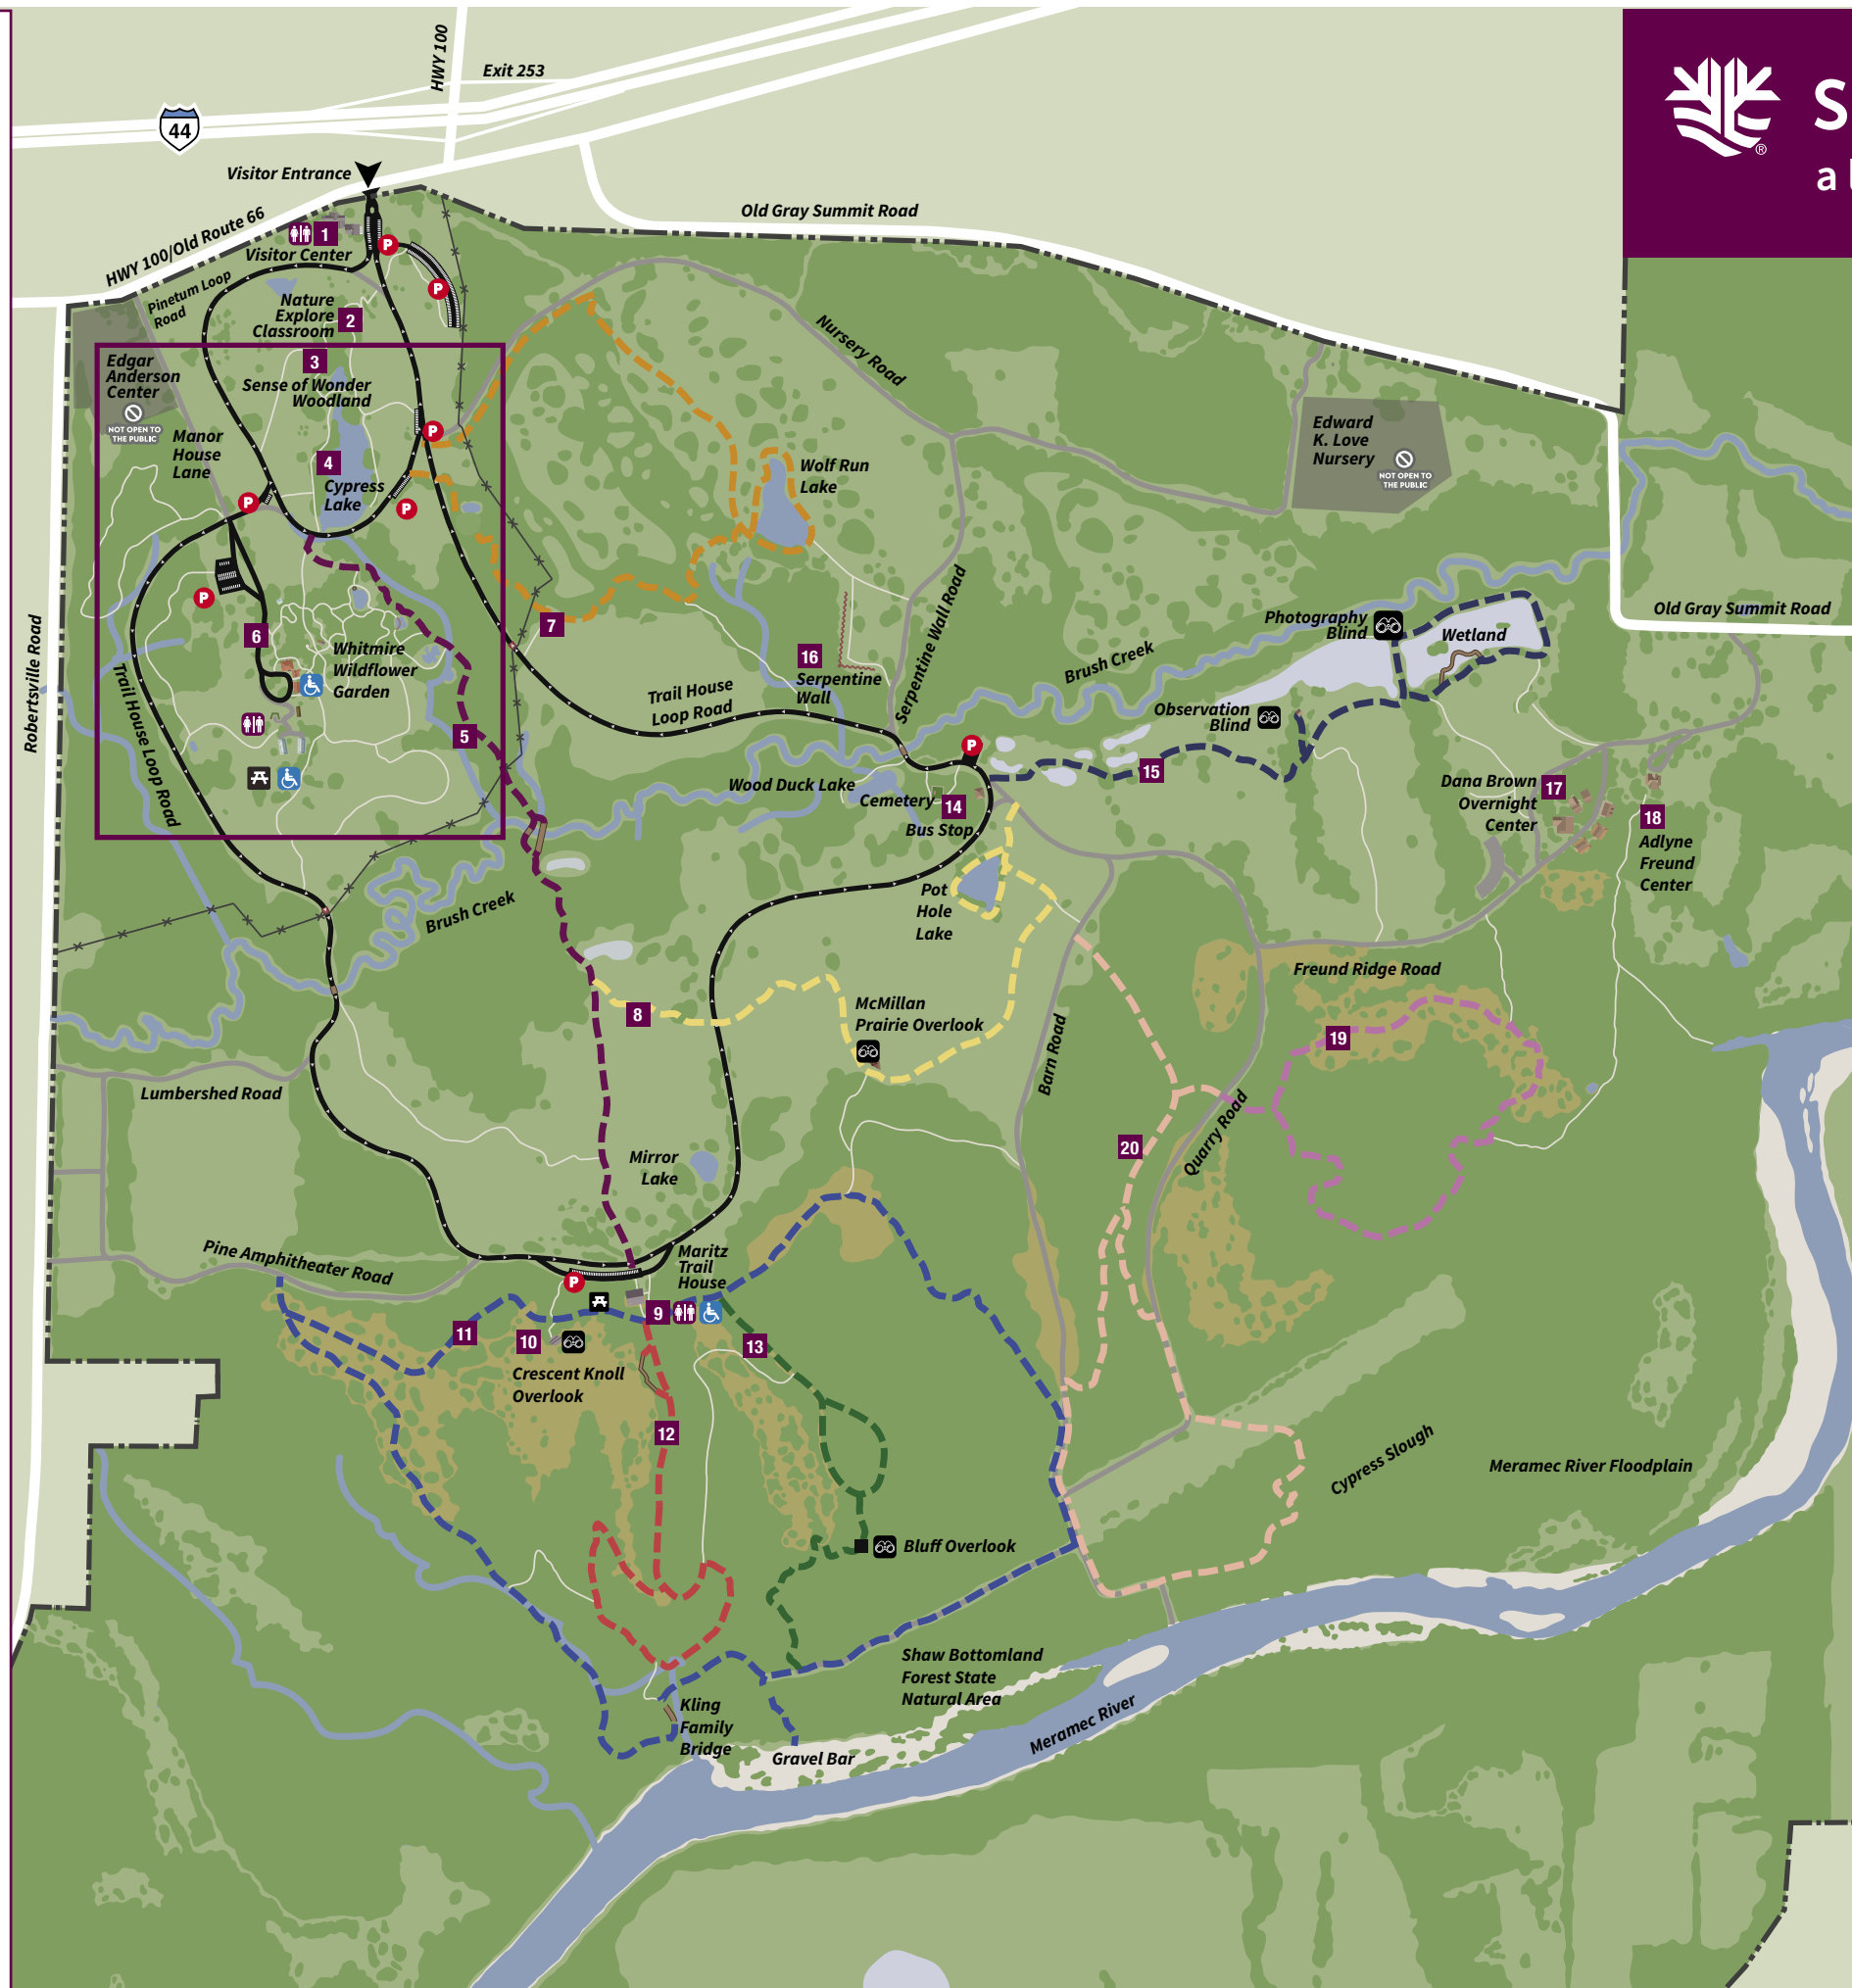 HWY 100
Exit 253
44
S
®
a
Visitor Entrance
Old Gray Summit Road
HWY 100/Old Route 66
1
P
Visitor Center
Pinetum Loop
Road
P
Nature
Explore
Classroom
2
Nursery Road
3
Edgar
Anderson
Center
NOT OPEN TO
THE PUBLIC
Sense of Wonder
Woodland
Manor
House
Lane
P
4
Cypress
Lake
P
P
Wolf Run
Lake
Edward
K. Love
Nursery
NOT OPEN TO
THE PUBLIC
P
6
7
Robertsville Road
Trail House Loop Road
Whitmire
Wildflower
Garden
5
16
Serpentine
Wall
Serpentine Wall Road
Trail House
Loop Road
Brush Creek
Photography
Blind
Wetland
Old Gray Summit Road
Observation
Blind
P
15
Wood Duck Lake
Cemetery
14
Bus Stop
Dana Brown
Overnight
Center
17
18
Adlyne
Freund
Center
Brush Creek
Pot
Hole
Lake
Freund Ridge Road
8
McMillan
Prairie Overlook
19
Barn Road
Lumbershed Road
Quarry Road
20
Mirror
Lake
Pine Amphitheater Road
P
Maritz
Trail
House
9
11
10
13
Crescent Knoll
Overlook
12
Cypress Slough
Meramec River Floodplain
Bluff Overlook
Shaw Bottomland
Forest State
Natural Area
Kling
Family
Bridge
Gravel Bar
Meramec River